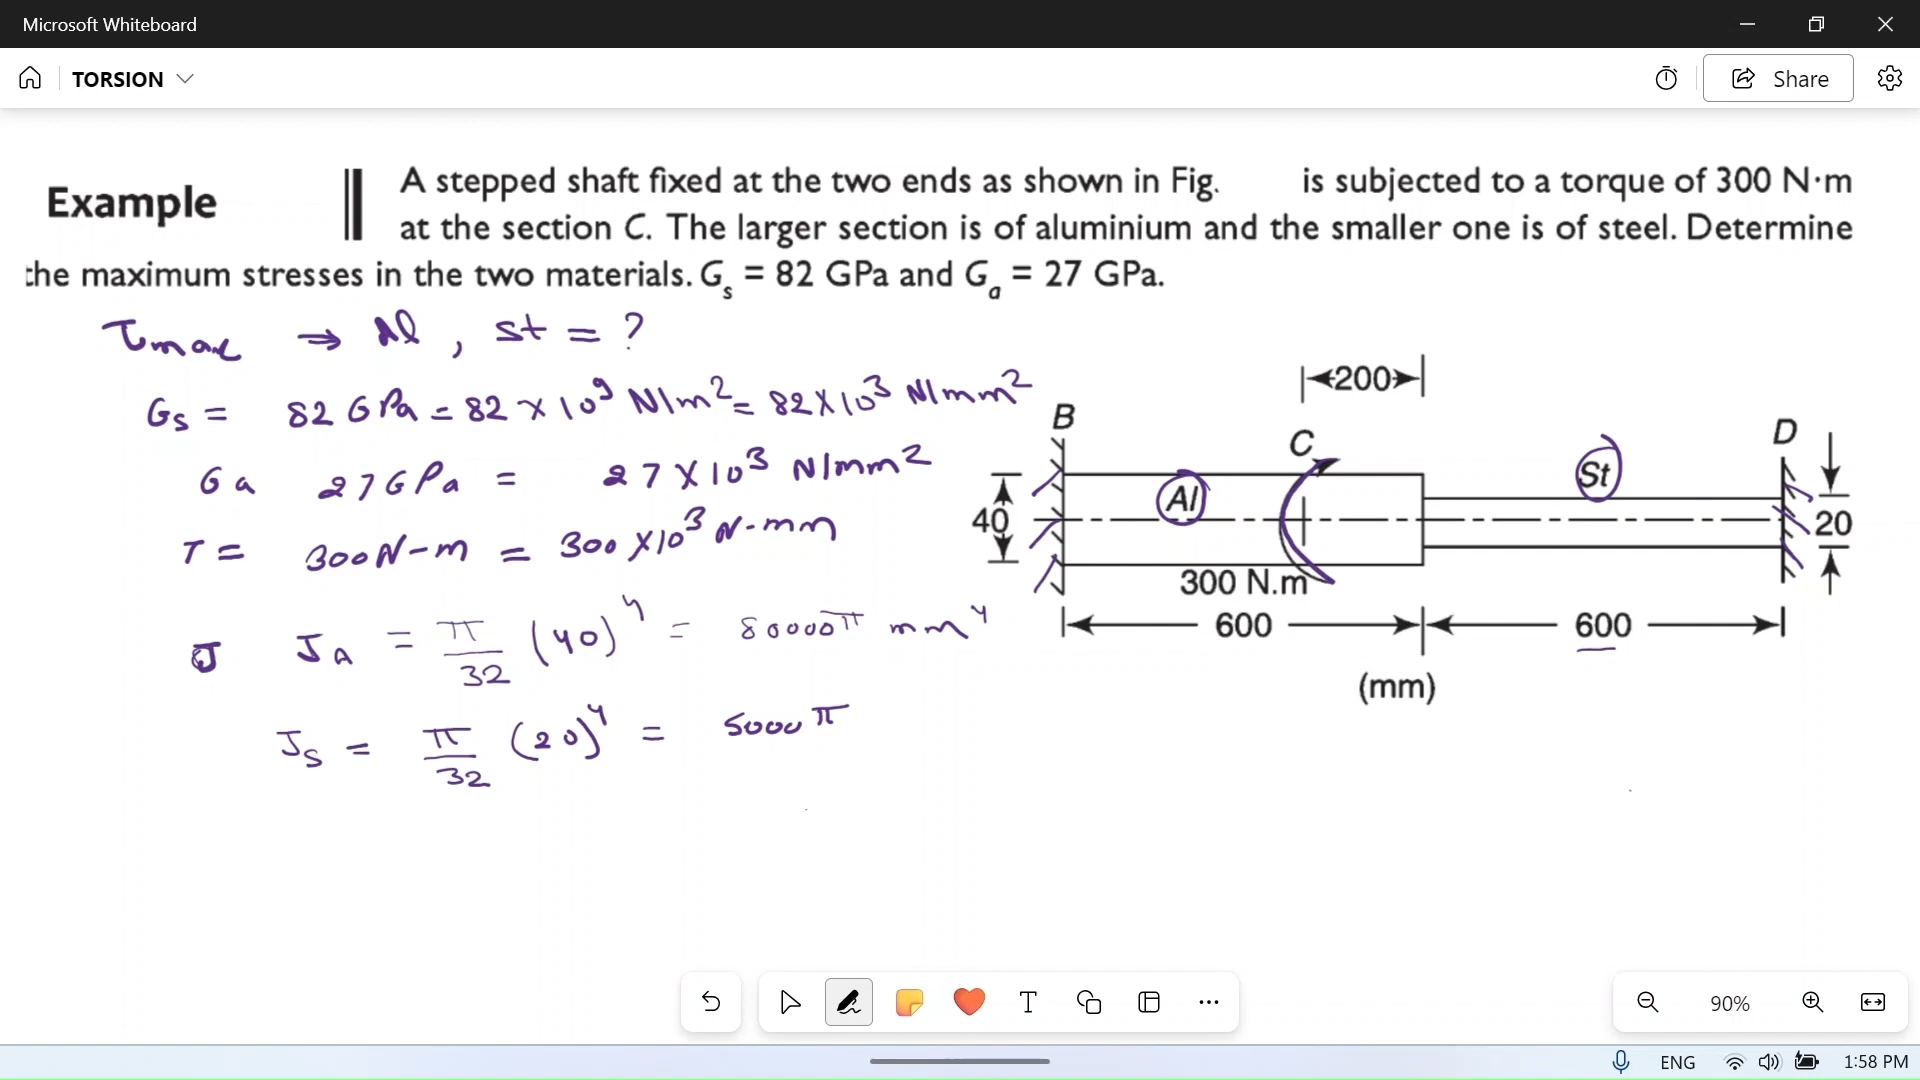 Microsoft Whiteboard
TORSION
Share
Example
A stepped shaft fixed at the two ends as shown in Fig. is subjected to a torque of 300 N·m
at the section C. The larger section is of aluminium and the smaller one is of steel. Determine
the maximum stresses in the two materials. Gs = 82 GPa and Ga = 27 GPa.
τmax ⇒ Al, st = ?
Gs = 82 GPa = 82 × 10⁹ N/m² = 82×10³ N/mm²
Ga 27GPa = 27×10³ N/mm²
T = 300N-m = 300×10³ N-mm
J JA = π/32 (40)⁴ = 80000π mm⁴
Js = π/32 (20)⁴ = 5000π
200
B
C
D
Al
St
40
20
300 N.m
600
600
(mm)
90%
ENG
1:58 PM